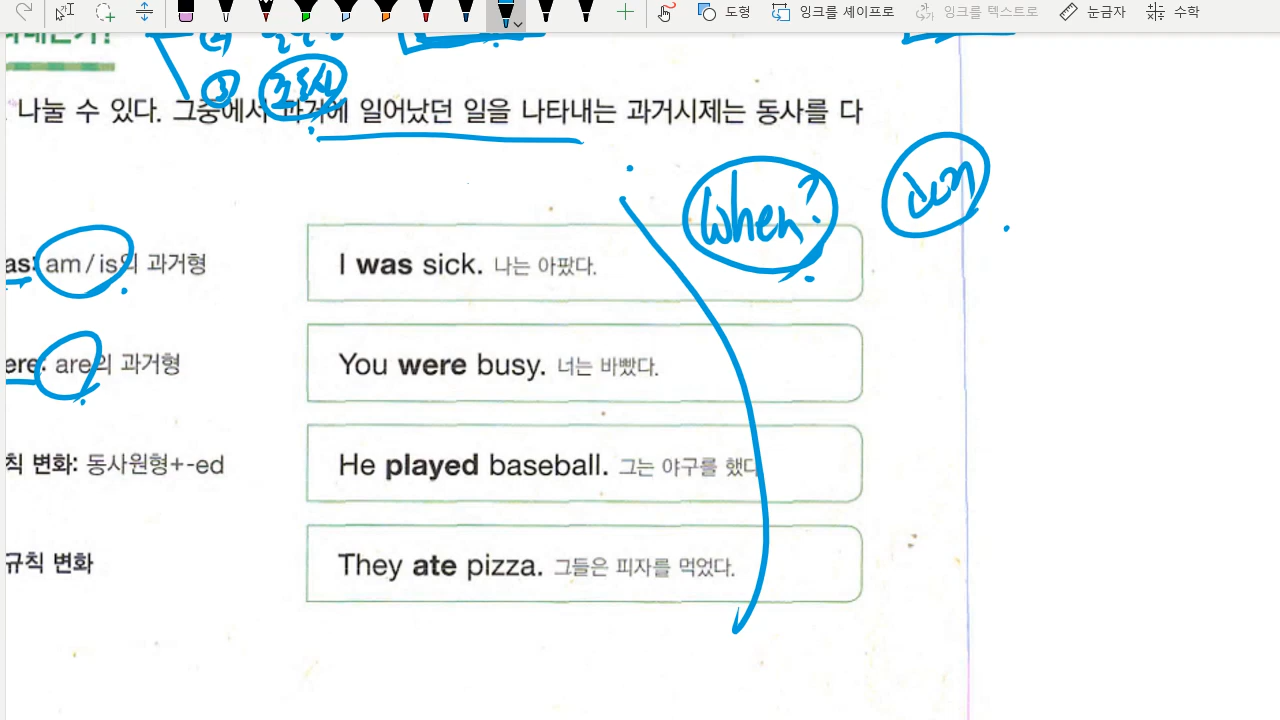 도형 잉크를 셰이프로 잉크를 텍스트로 눈금자 수학
나눌 수 있다. 그중에서 과거에 일어났던 일을 나타내는 과거시제는 동사를 다
When?
as: am / is의 과거형
I was sick. 나는 아팠다.
ere: are의 과거형
You were busy. 너는 바빴다.
칙 변화: 동사원형+-ed
He played baseball. 그는 야구를 했다
규칙 변화
They ate pizza. 그들은 피자를 먹었다.